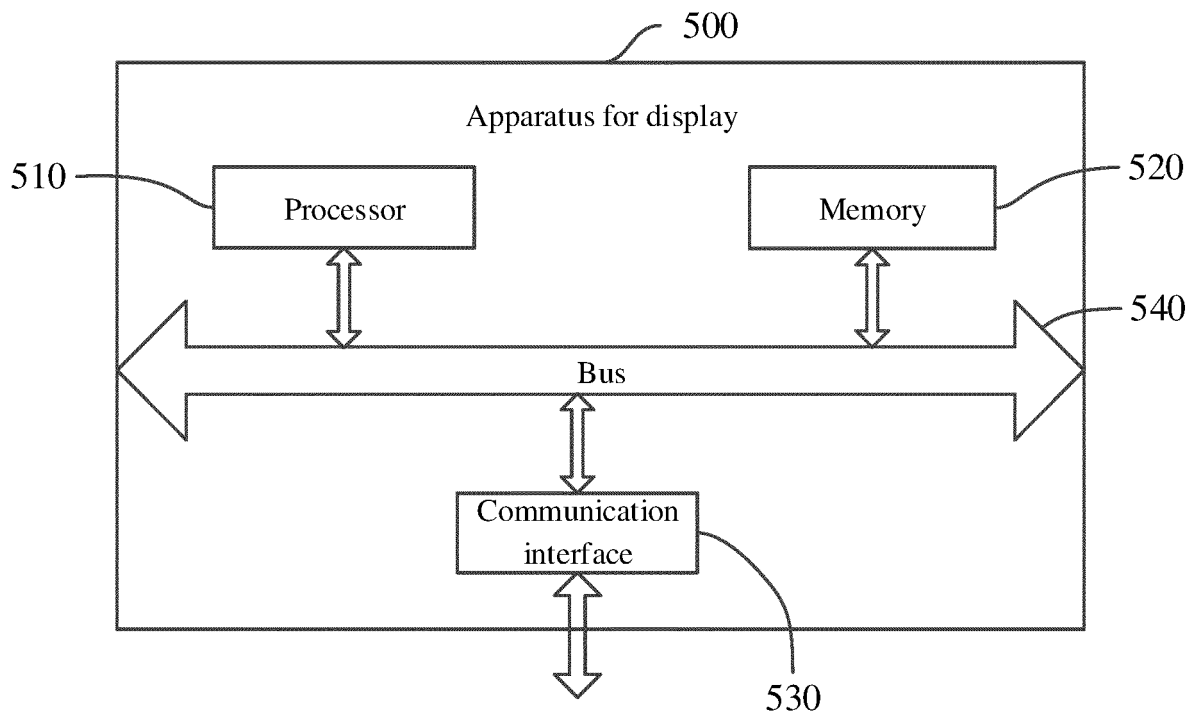 500
Apparatus for display
510
Processor
Memory
520
540
Bus
Communication
interface
530